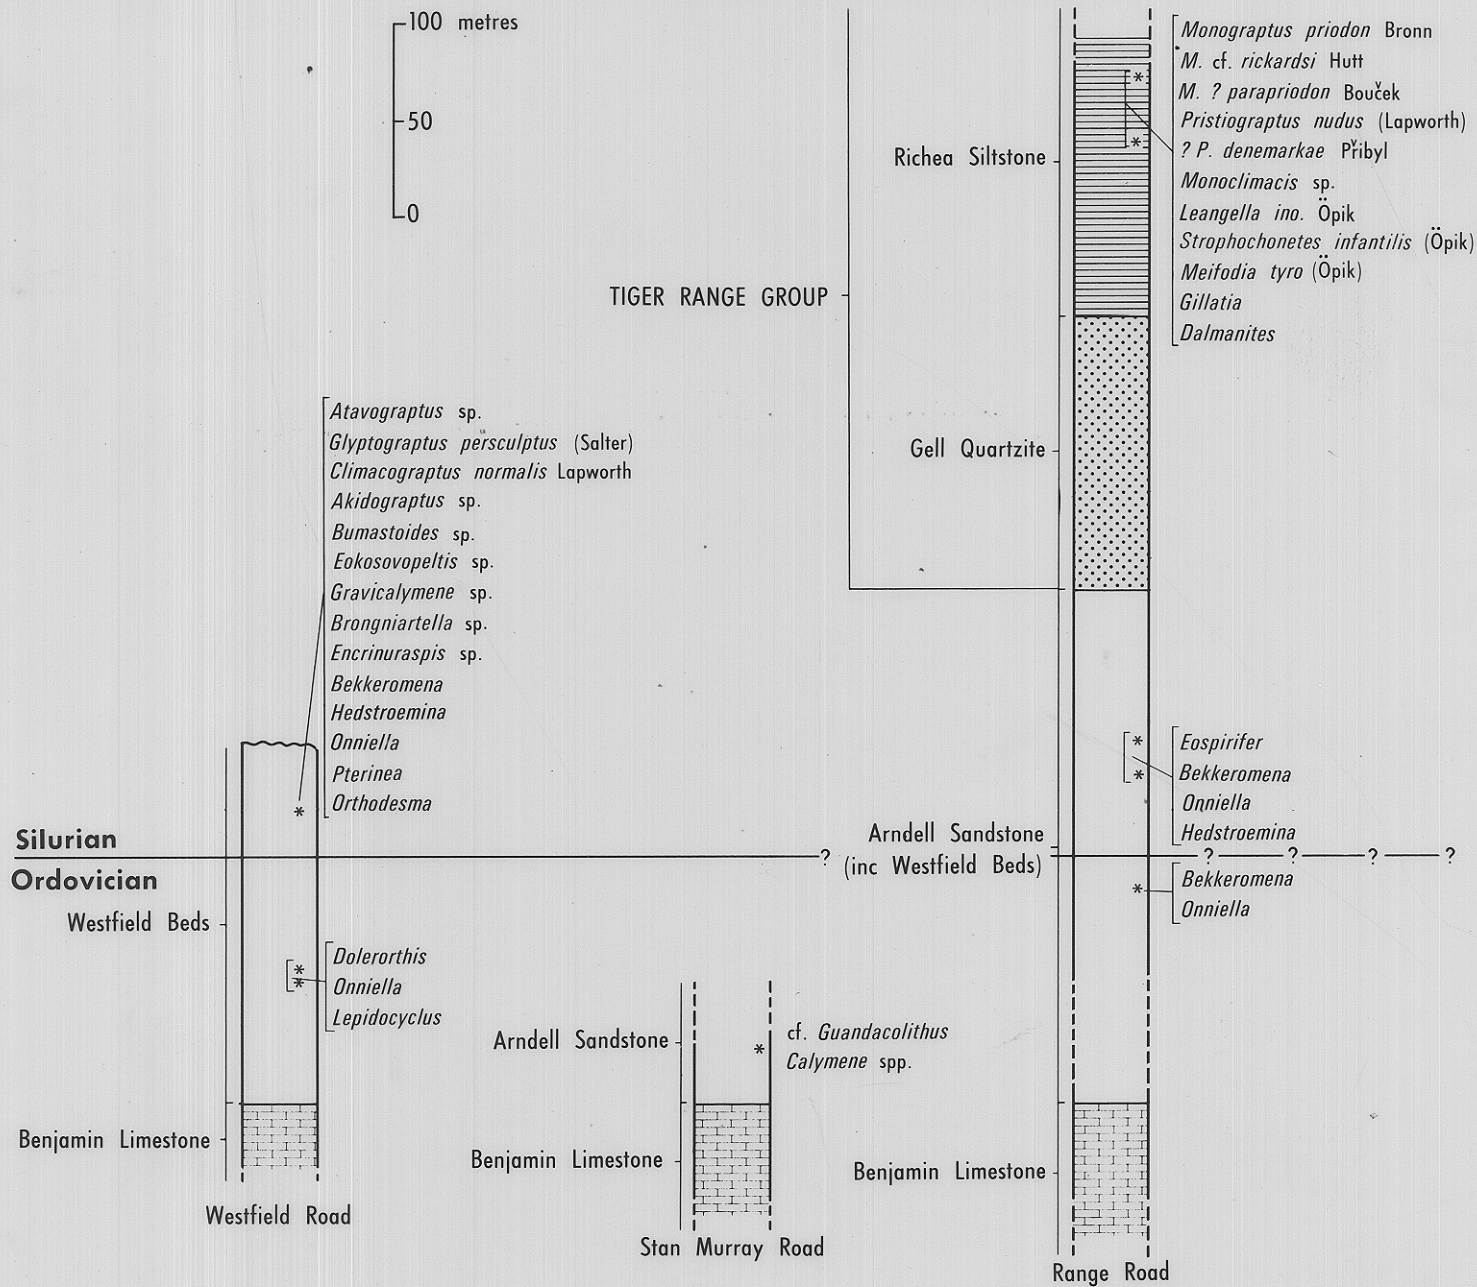 100 metres
50
0
Monograptus priodon Bronn
M. cf. rickardsi Hutt
M. ? parapriodon Bouček
Pristiograptus nudus (Lapworth)
? P. denemarkae Přibyl
Monoclimacis sp.
Leangella ino. Öpik
Strophochonetes infantilis (Öpik)
Meifodia tyro (Öpik)
Gillatia
Dalmanites
*
*
Richea Siltstone
TIGER RANGE GROUP
Gell Quartzite
Atavograptus sp.
Glyptograptus persculptus (Salter)
Climacograptus normalis Lapworth
Akidograptus sp.
Bumastoides sp.
Eokosovopeltis sp.
Gravicalymene sp.
Brongniartella sp.
Encrinuraspis sp.
Bekkeromena
Hedstroemina
Onniella
Pterinea
Orthodesma
*
*
*
Eospirifer
Bekkeromena
Onniella
Hedstroemina
Silurian
Ordovician
Arndell Sandstone
(inc Westfield Beds)
? ? ? ? ?
*
Bekkeromena
Onniella
Westfield Beds
*
*
Dolerorthis
Onniella
Lepidocyclus
Arndell Sandstone
*
cf. Guandacolithus
Calymene spp.
Benjamin Limestone
Benjamin Limestone
Benjamin Limestone
Westfield Road
Stan Murray Road
Range Road